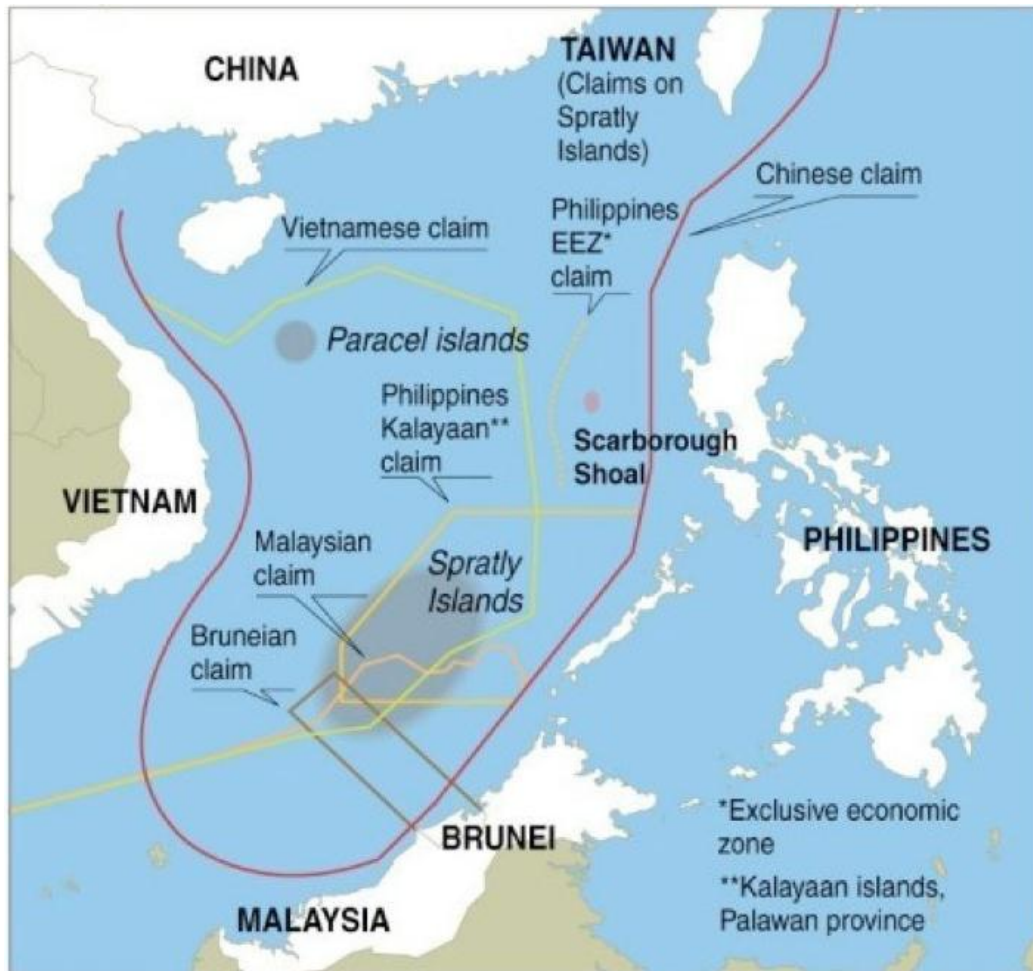 TAIWAN
(Claims on
Spratly
Islands)
CHINA
Chinese claim
Philippines
EEZ*
claim
Vietnamese claim
Paracel islands
Philippines
Kalayaan**
claim
Scarborough
Shoal
VIETNAM
PHILIPPINES
Malaysian
claim
Spratly
Islands
Bruneian
claim
*Exclusive economic
zone
BRUNEI
**Kalayaan islands,
Palawan province
MALAYSIA